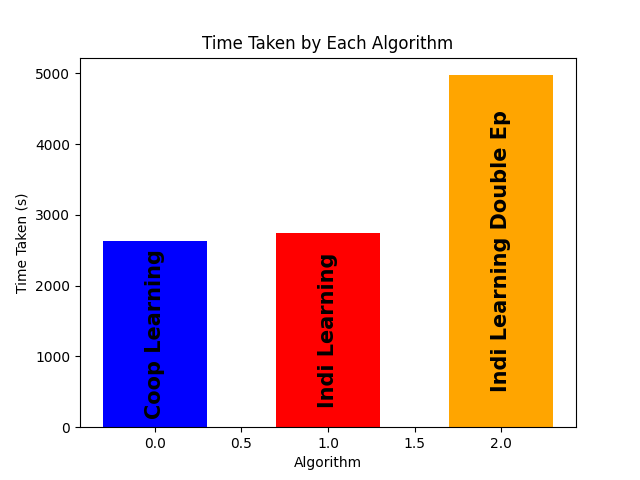 Time Taken by Each Algorithm
Time Taken (s)
5000
4000
3000
2000
1000
0
Coop Learning
Indi Learning
Indi Learning Double Ep
0.0
0.5
1.0
1.5
2.0
Algorithm